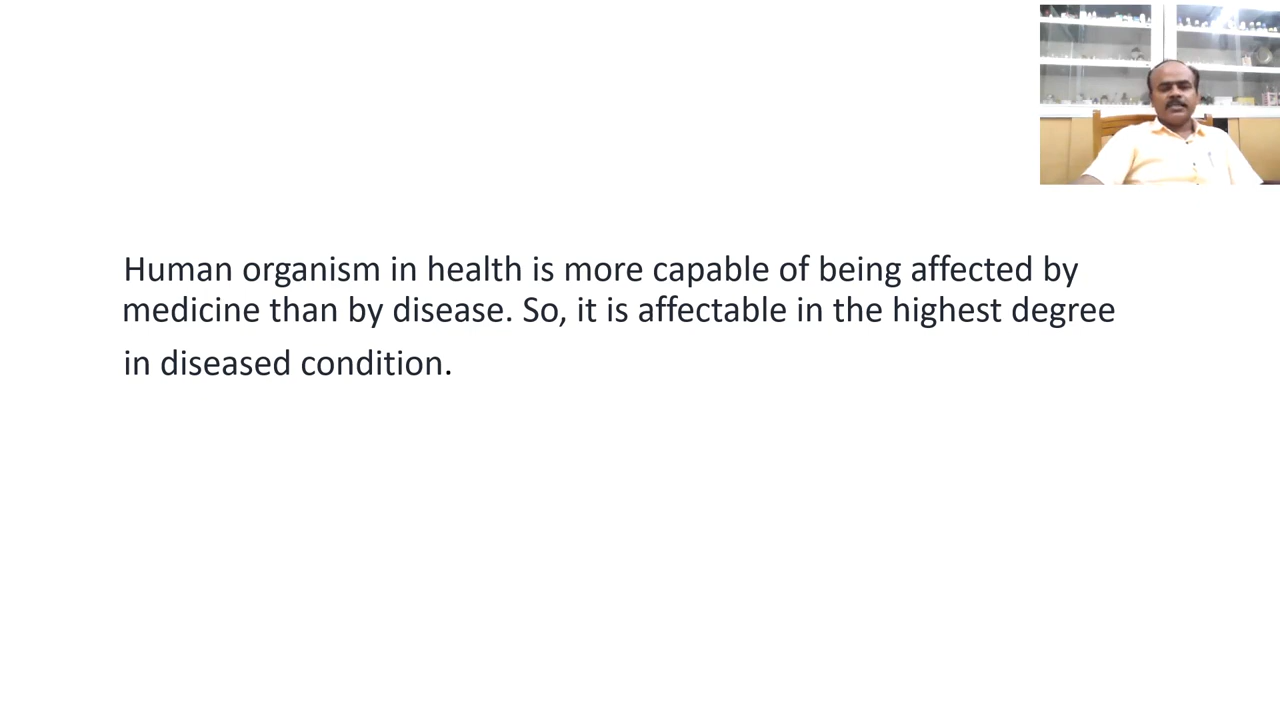 Human organism in health is more capable of being affected by
medicine than by disease. So, it is affectable in the highest degree
in diseased condition.